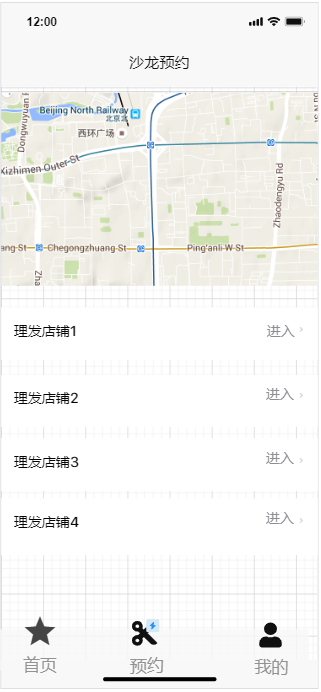 12:00
沙龙预约
Dongwuyuan R
Beijing North Railway
北京北
西环广场
Xizhimen Outer St
Zhaodengyu Rd
ang St
Chegongzhuang St
Ping'anli W St
Zha
理发店铺1 进入
理发店铺2 进入
理发店铺3 进入
理发店铺4 进入
首页 预约 我的